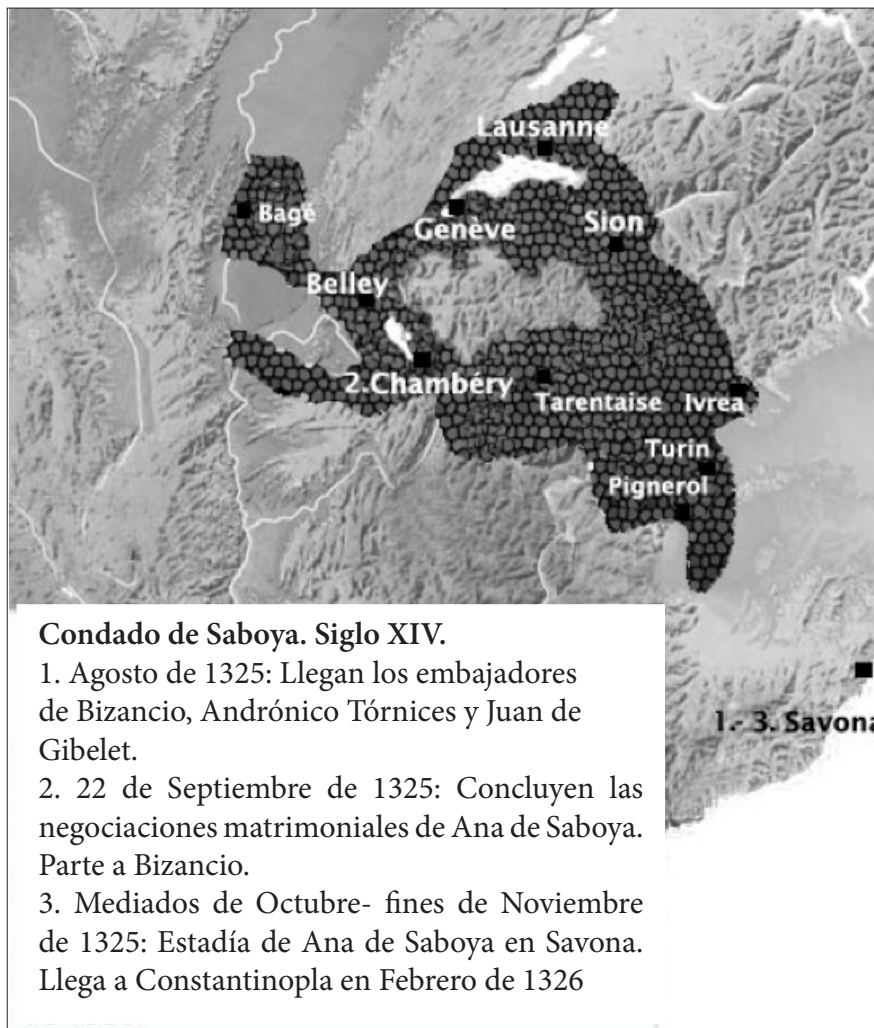 Lausanne
Bagé
Genève
Sion
Belley
2.Chambéry
Tarentaise
Ivrea
Turin
Pignerol
1.- 3. Savona
Condado de Saboya. Siglo XIV.
1. Agosto de 1325: Llegan los embajadores
de Bizancio, Andrónico Tórnices y Juan de
Gibelet.
2. 22 de Septiembre de 1325: Concluyen las
negociaciones matrimoniales de Ana de Saboya.
Parte a Bizancio.
3. Mediados de Octubre- fines de Noviembre
de 1325: Estadía de Ana de Saboya en Savona.
Llega a Constantinopla en Febrero de 1326